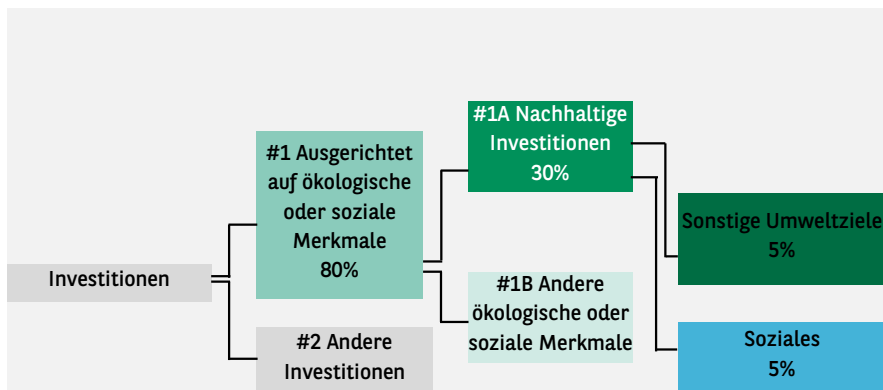 Investitionen
#1 Ausgerichtet
auf ökologische
oder soziale
Merkmale
80%
#2 Andere
Investitionen
#1A Nachhaltige
Investitionen
30%
#1B Andere
ökologische oder
soziale Merkmale
Sonstige Umweltziele
5%
Soziales
5%